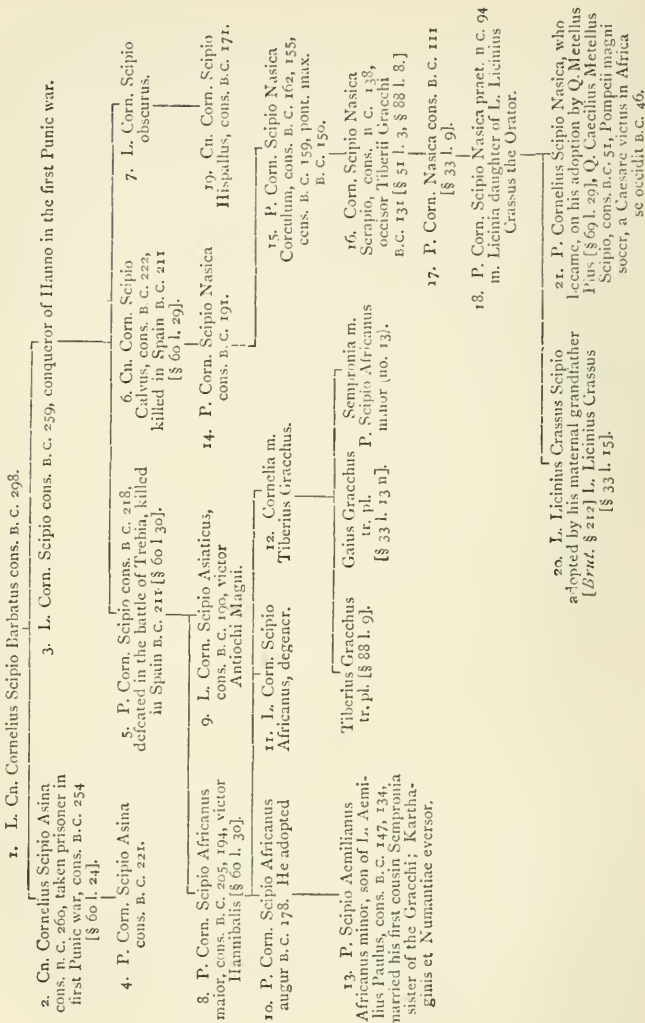 1. L. Cn. Cornelius Scipio Barbatus cons. B. C. 298.
2. Cn. Cornelius Scipio Asina
cons. B. C. 260, taken prisoner in
first Punic war, cons. B.C. 254
[§ 60 l. 24].
3. L. Corn. Scipio cons. B. C. 259, conqueror of Hanno in the first Punic war.
4. P. Corn. Scipio Asina
cons. B. C. 221.
5. P. Corn. Scipio cons. B. C. 218,
defeated in the battle of Trebia, killed
in Spain B.C. 211 [§ 60 l 30].
6. Cn. Corn. Scipio
Calvus, cons. B. C. 222,
killed in Spain B. C. 211
[§ 60 l. 29].
7. L. Corn. Scipio
obscurus.
8. P. Corn. Scipio Africanus
maior, cons. B. C. 205, 194, victor
Hannibalis [§ 60 l. 30].
9. L. Corn. Scipio Asiaticus,
cons. B. C. 190, victor
Antiochi Magni.
14. P. Corn. Scipio Nasica
cons. B. C. 191.
19. Cn. Corn. Scipio
Hispallus, cons. B. C. 171.
10. P. Corn. Scipio Africanus
augur B. C. 178. He adopted
11. L. Corn. Scipio
Africanus, degener.
12. Cornelia m.
Tiberius Gracchus.
15. P. Corn. Scipio Nasica
Corculum, cons. B. C. 162, 155,
cens. B. C. 159, pont. max.
B. C. 150.
13. P. Scipio Aemilianus
Africanus minor, son of L. Aemi-
lius Paulus, cons. B. C. 147, 134,
married his first cousin Sempronia
sister of the Gracchi; Kartha-
ginis et Numantiae eversor.
Tiberius Gracchus
tr. pl. [§ 88 l. 9].
Gaius Gracchus
tr. pl.
[§ 33 l. 13 n].
Sempronia m.
P. Scipio Africanus
minor (no. 13).
16. Corn. Scipio Nasica
Serapio, cons. B. C. 138,
occisor Tiberii Gracchi
B.C. 131 [§ 51 l. 3, § 88 l. 8.]
17. P. Corn. Nasica cons. B. C. 111
[§ 33 l. 9].
18. P. Corn. Scipio Nasica praet. B C. 94
m. Licinia daughter of L. Licinius
Crassus the Orator.
20. L. Licinius Crassus Scipio
adopted by his maternal grandfather
[Brut. § 212] L. Licinius Crassus
[§ 33 l. 15].
21. P. Cornelius Scipio Nasica, who
became, on his adoption by Q. Metellus
Pius [§ 69 l. 29], Q. Caecilius Metellus
Scipio, cons. B.C. 51, Pompeii magni
socer, a Caesare victus in Africa
se occidit B.C. 46.